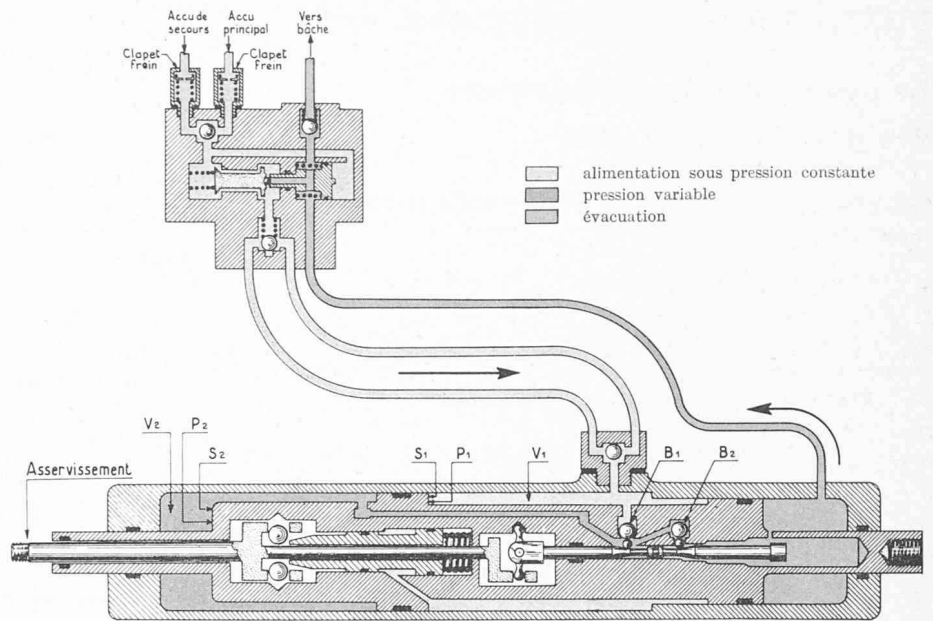 Accu de
secours
Accu
principal
Vers
bâche
Clapet
Frein
Clapet
Frein
alimentation sous pression constante
pression variable
évacuation
V2
P2
S2
S1
P1
V1
B1
B2
Asservissement